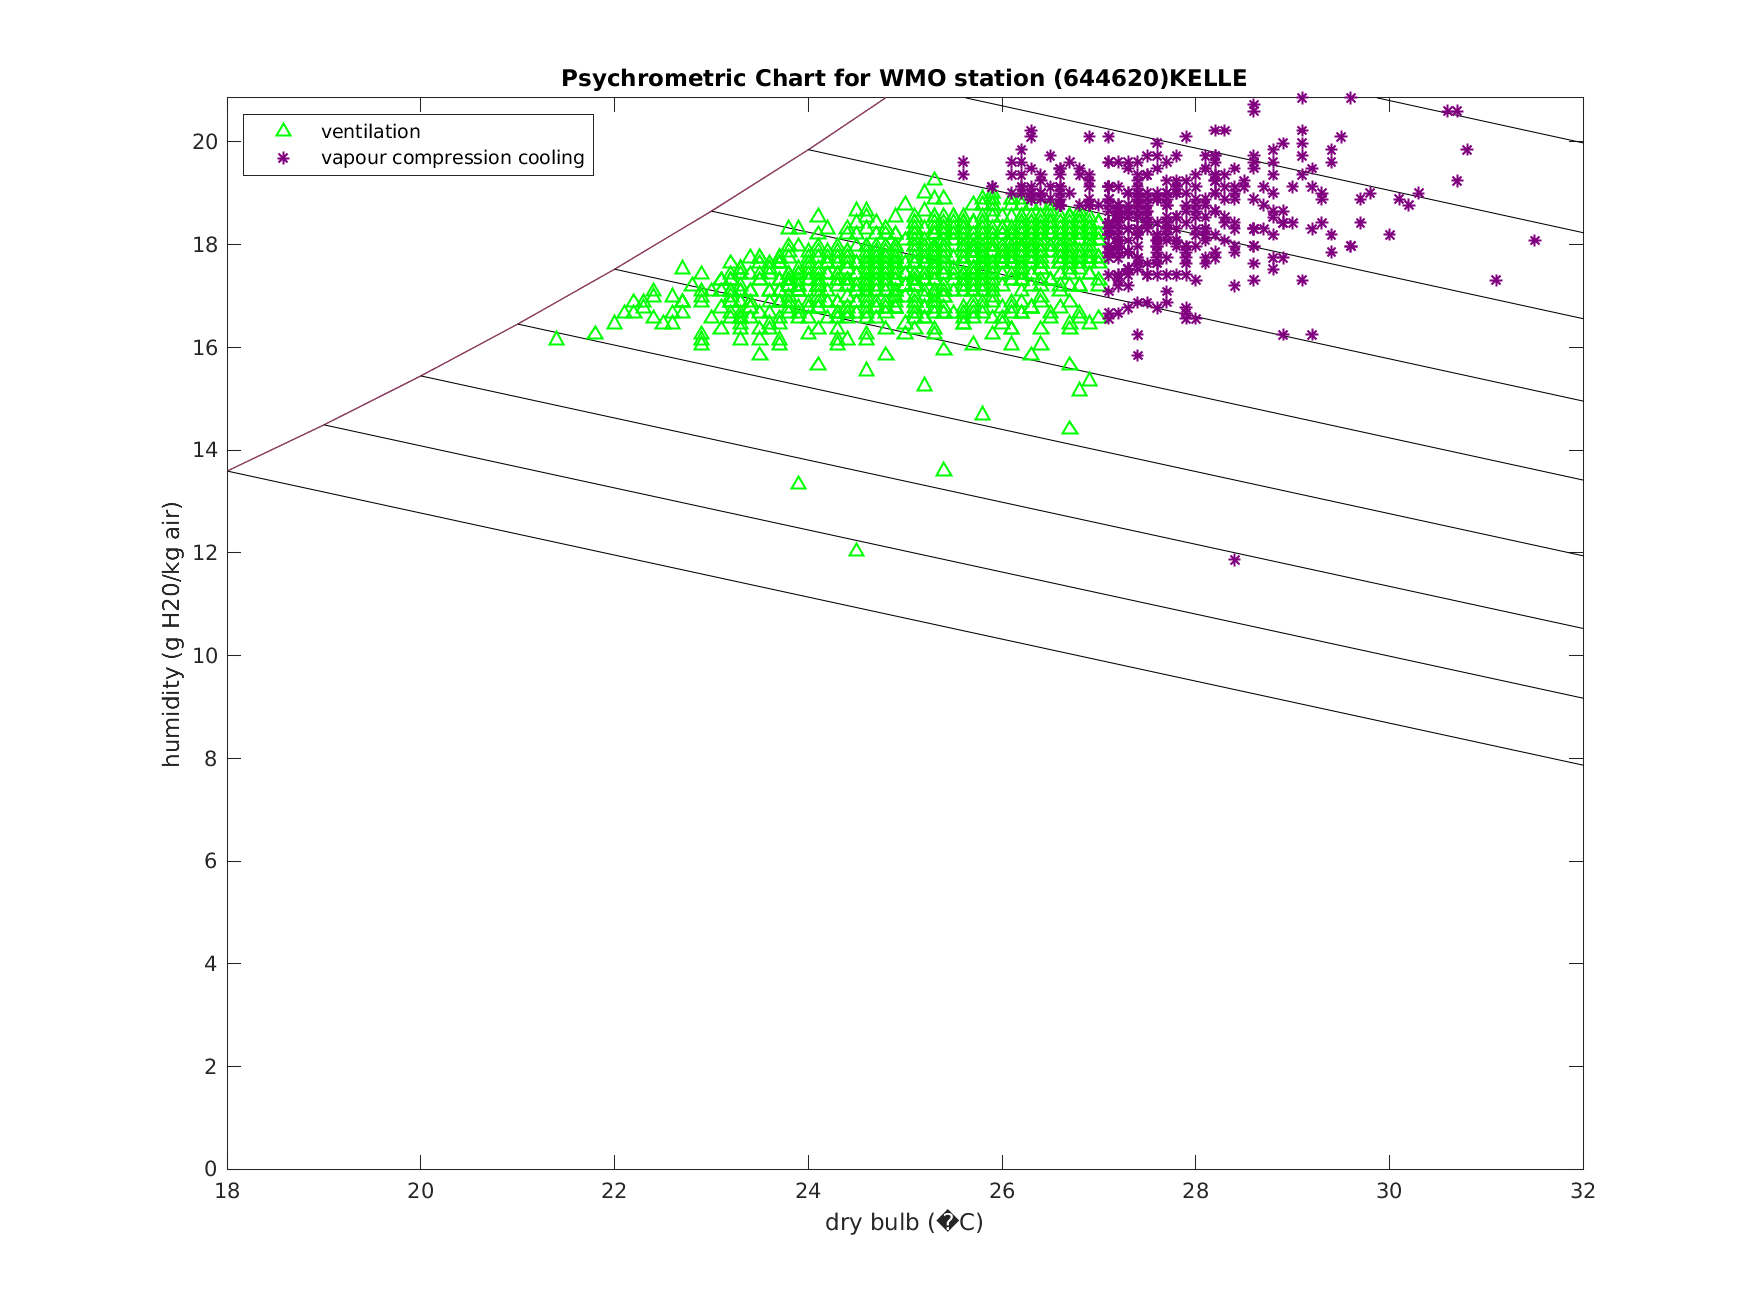 Psychrometric Chart for WMO station (644620)KELLE
ventilation
vapour compression cooling
humidity (g H20/kg air)
20
18
16
14
12
10
8
6
4
2
0
18 20 22 24 26 28 30 32
dry bulb (�C)